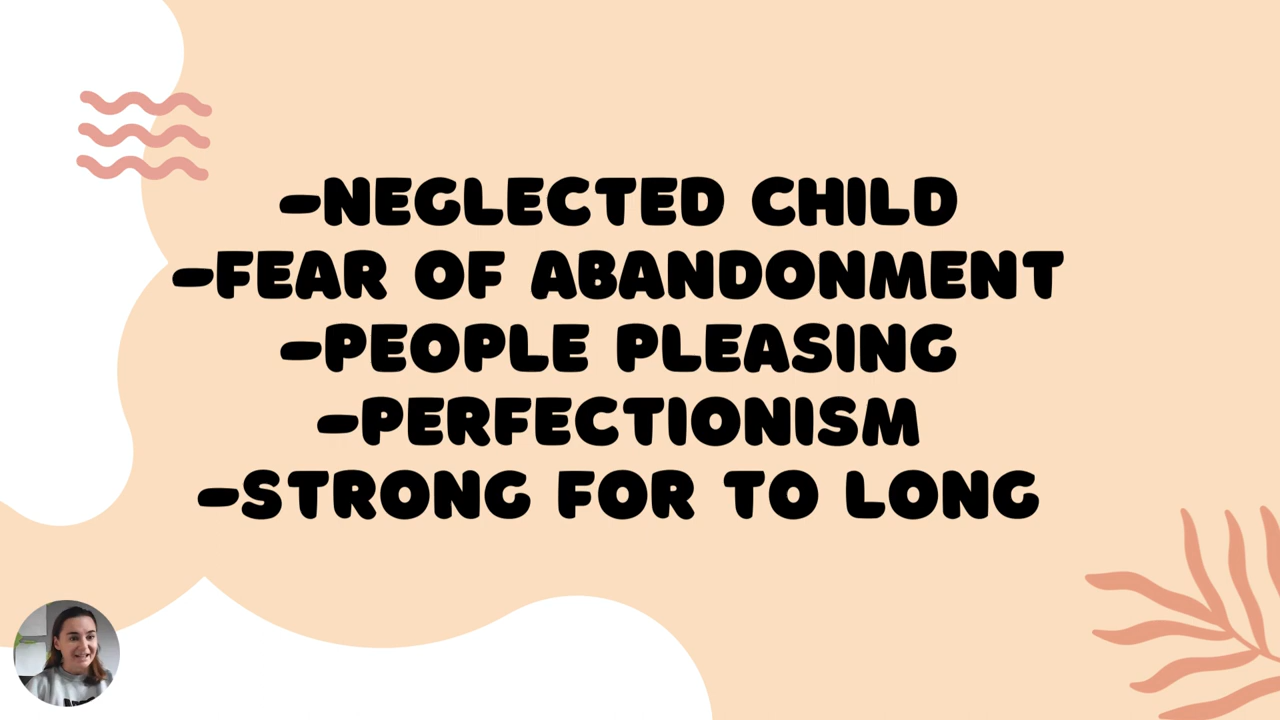 -NEGLECTED CHILD
-FEAR OF ABANDONMENT
-PEOPLE PLEASING
-PERFECTIONISM
-STRONG FOR TO LONG